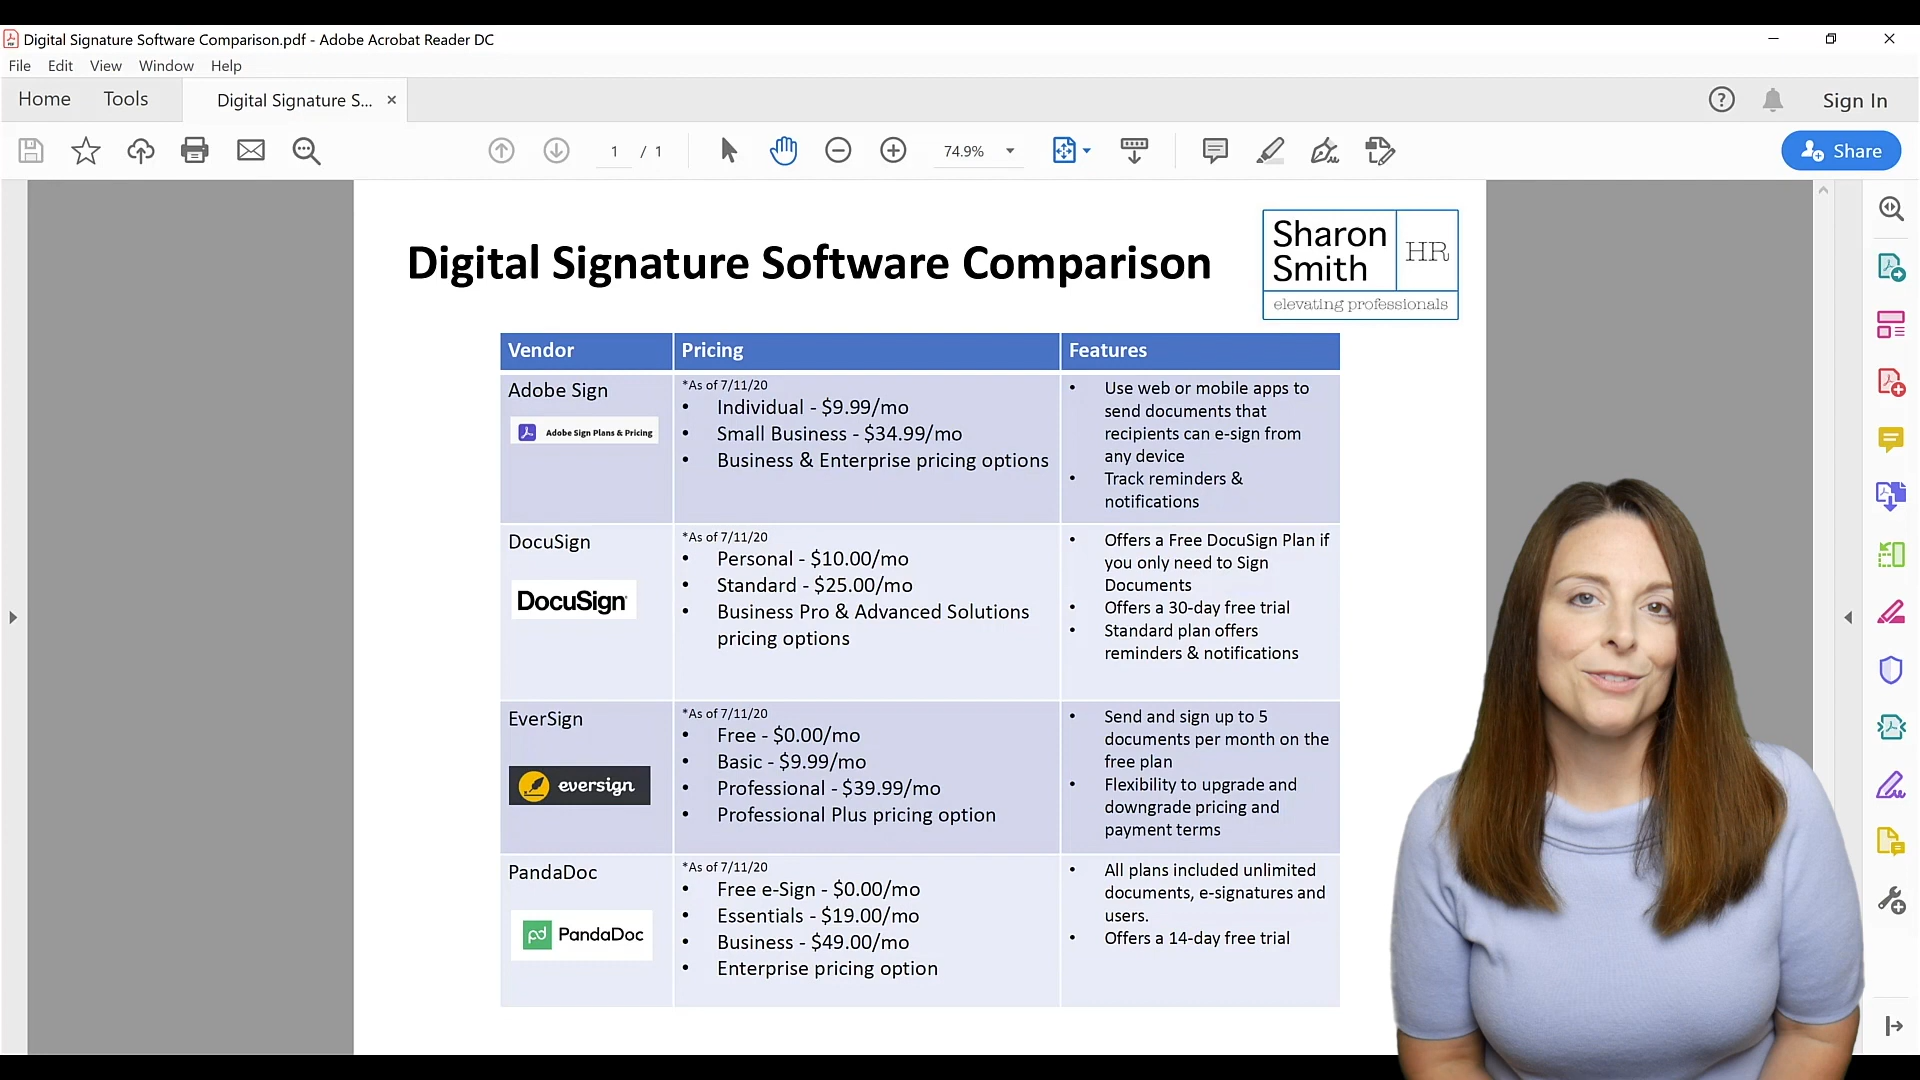 Digital Signature Software Comparison.pdf - Adobe Acrobat Reader DC
File Edit View Window Help
Home Tools Digital Signature S... × Sign In
1 / 1 74.9% Share
Digital Signature Software Comparison
Sharon
Smith
HR
elevating professionals
Vendor Pricing Features
Adobe Sign
Adobe Sign Plans & Pricing
*As of 7/11/20
• Individual - $9.99/mo
• Small Business - $34.99/mo
• Business & Enterprise pricing options
• Use web or mobile apps to
send documents that
recipients can e-sign from
any device
• Track reminders &
notifications
DocuSign
DocuSign
*As of 7/11/20
• Personal - $10.00/mo
• Standard - $25.00/mo
• Business Pro & Advanced Solutions
pricing options
• Offers a Free DocuSign Plan if
you only need to Sign
Documents
• Offers a 30-day free trial
• Standard plan offers
reminders & notifications
EverSign
eversign
*As of 7/11/20
• Free - $0.00/mo
• Basic - $9.99/mo
• Professional - $39.99/mo
• Professional Plus pricing option
• Send and sign up to 5
documents per month on the
free plan
• Flexibility to upgrade and
downgrade pricing and
payment terms
PandaDoc
pd PandaDoc
*As of 7/11/20
• Free e-Sign - $0.00/mo
• Essentials - $19.00/mo
• Business - $49.00/mo
• Enterprise pricing option
• All plans included unlimited
documents, e-signatures and
users.
• Offers a 14-day free trial